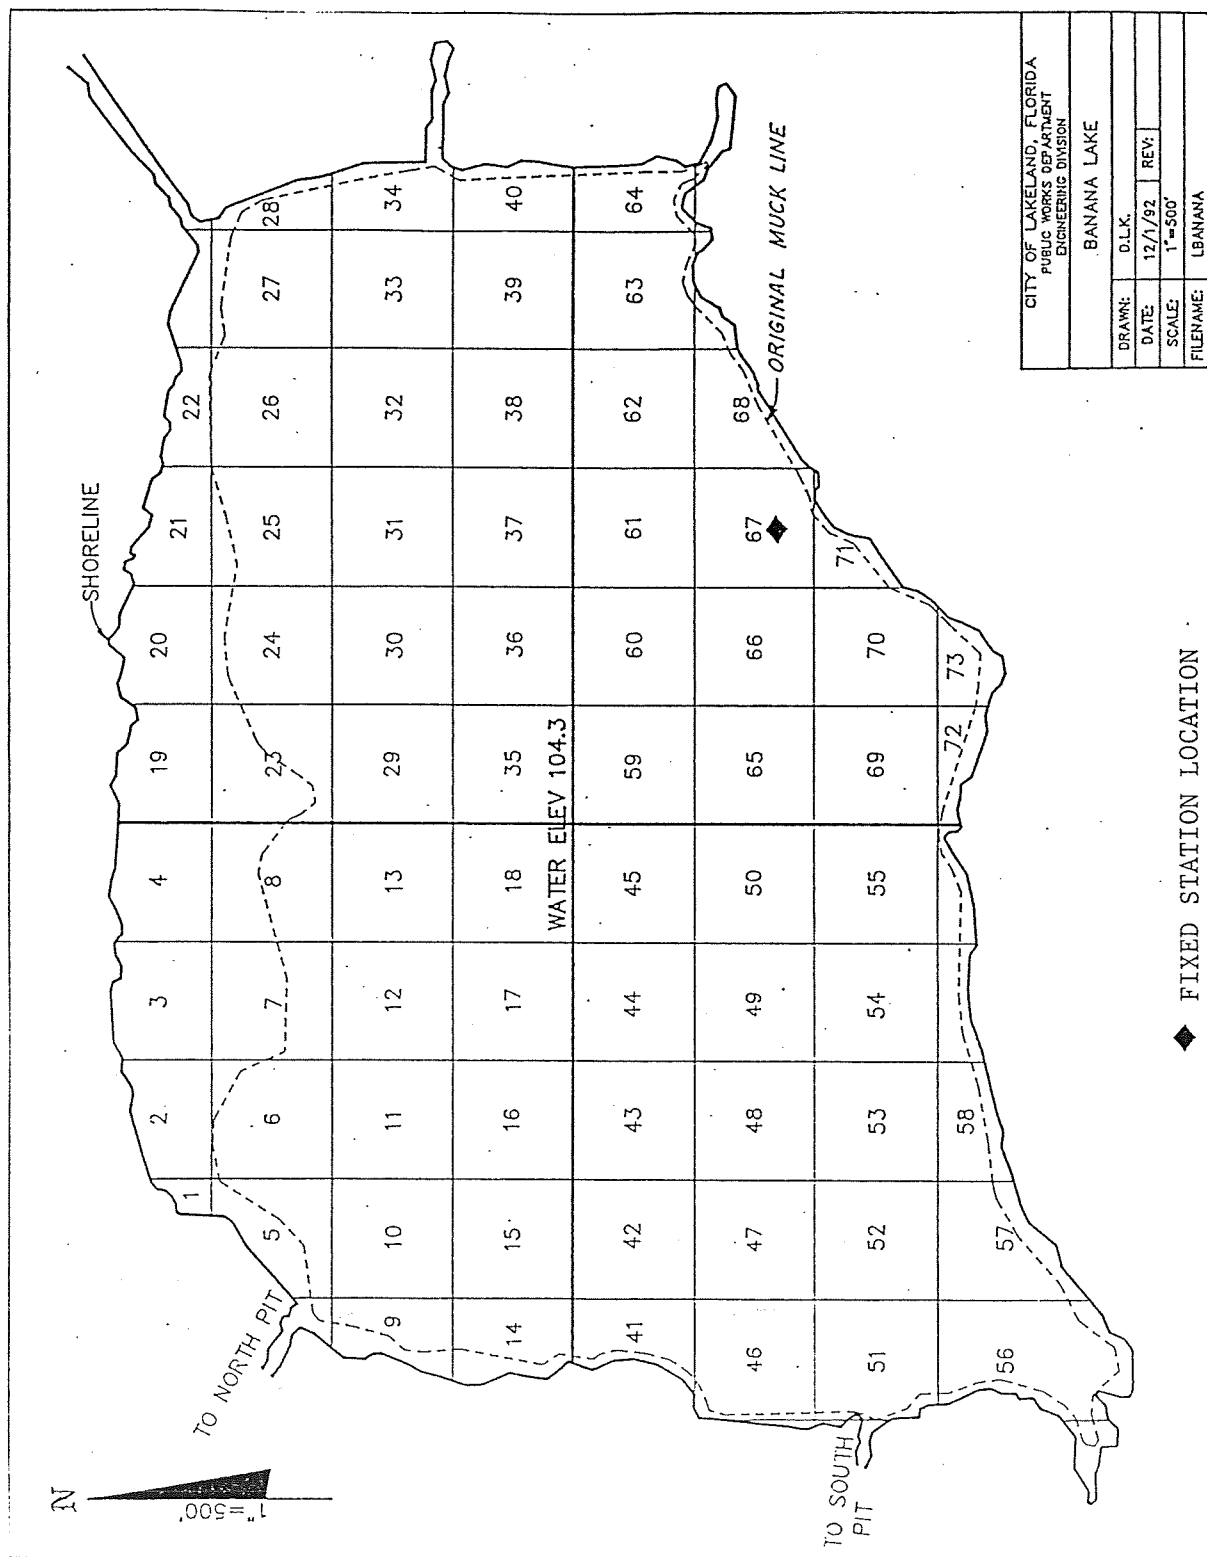 N
1"=500'
SHORELINE
1 2 3 4 19 20 21 22
TO NORTH PIT
5 6 7 8 23 24 25 26 27 28
9 10 11 12 13 29 30 31 32 33 34
14 15 16 17 18 35 36 37 38 39 40
WATER ELEV 104.3
41 42 43 44 45 59 60 61 62 63 64
46 47 48 49 50 65 66 67 68
ORIGINAL MUCK LINE
TO SOUTH
PIT
51 52 53 54 55 69 70 71
56 57 58 72 73
CITY OF LAKELAND, FLORIDA
PUBLIC WORKS DEPARTMENT
ENGINEERING DIVISION
BANANA LAKE
DRAWN: D.L.K.
DATE: 12/1/92 REV:
SCALE: 1"=500'
FILENAME: LBANANA
◆ FIXED STATION LOCATION